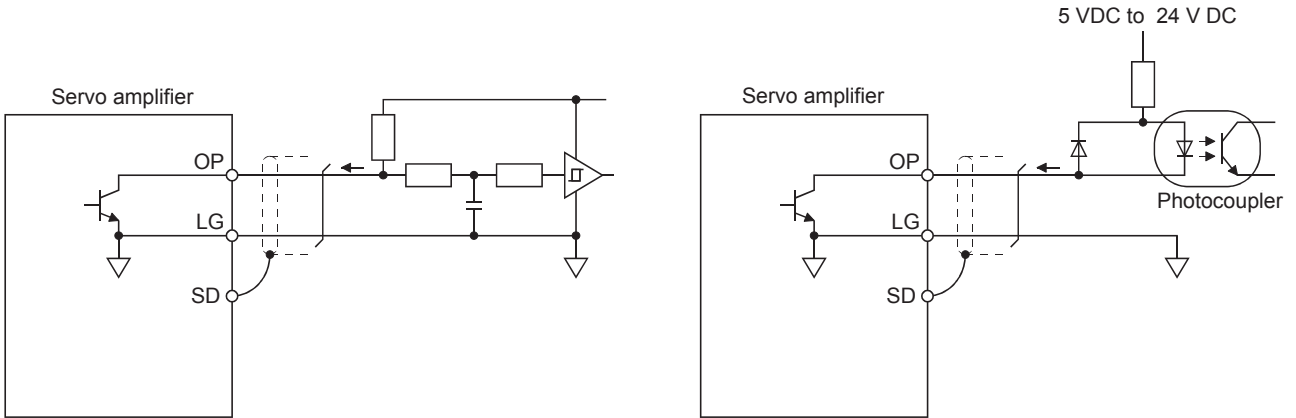 Servo amplifier
OP
LG
SD
5 VDC to 24 V DC
Servo amplifier
OP
LG
SD
Photocoupler